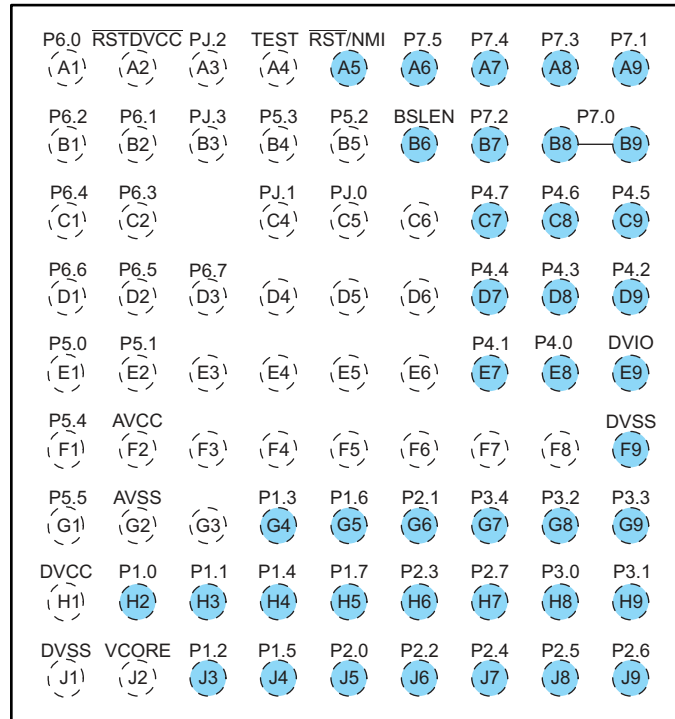 P6.0 RSTDVCC PJ.2 TEST RST/NMI P7.5 P7.4 P7.3 P7.1
A1 A2 A3 A4 A5 A6 A7 A8 A9
P6.2 P6.1 PJ.3 P5.3 P5.2 BSLEN P7.2 P7.0
B1 B2 B3 B4 B5 B6 B7 B8 B9
P6.4 P6.3 PJ.1 PJ.0 P4.7 P4.6 P4.5
C1 C2 C4 C5 C6 C7 C8 C9
P6.6 P6.5 P6.7 P4.4 P4.3 P4.2
D1 D2 D3 D4 D5 D6 D7 D8 D9
P5.0 P5.1 P4.1 P4.0 DVIO
E1 E2 E3 E4 E5 E6 E7 E8 E9
P5.4 AVCC DVSS
F1 F2 F3 F4 F5 F6 F7 F8 F9
P5.5 AVSS P1.3 P1.6 P2.1 P3.4 P3.2 P3.3
G1 G2 G3 G4 G5 G6 G7 G8 G9
DVCC P1.0 P1.1 P1.4 P1.7 P2.3 P2.7 P3.0 P3.1
H1 H2 H3 H4 H5 H6 H7 H8 H9
DVSS VCORE P1.2 P1.5 P2.0 P2.2 P2.4 P2.5 P2.6
J1 J2 J3 J4 J5 J6 J7 J8 J9